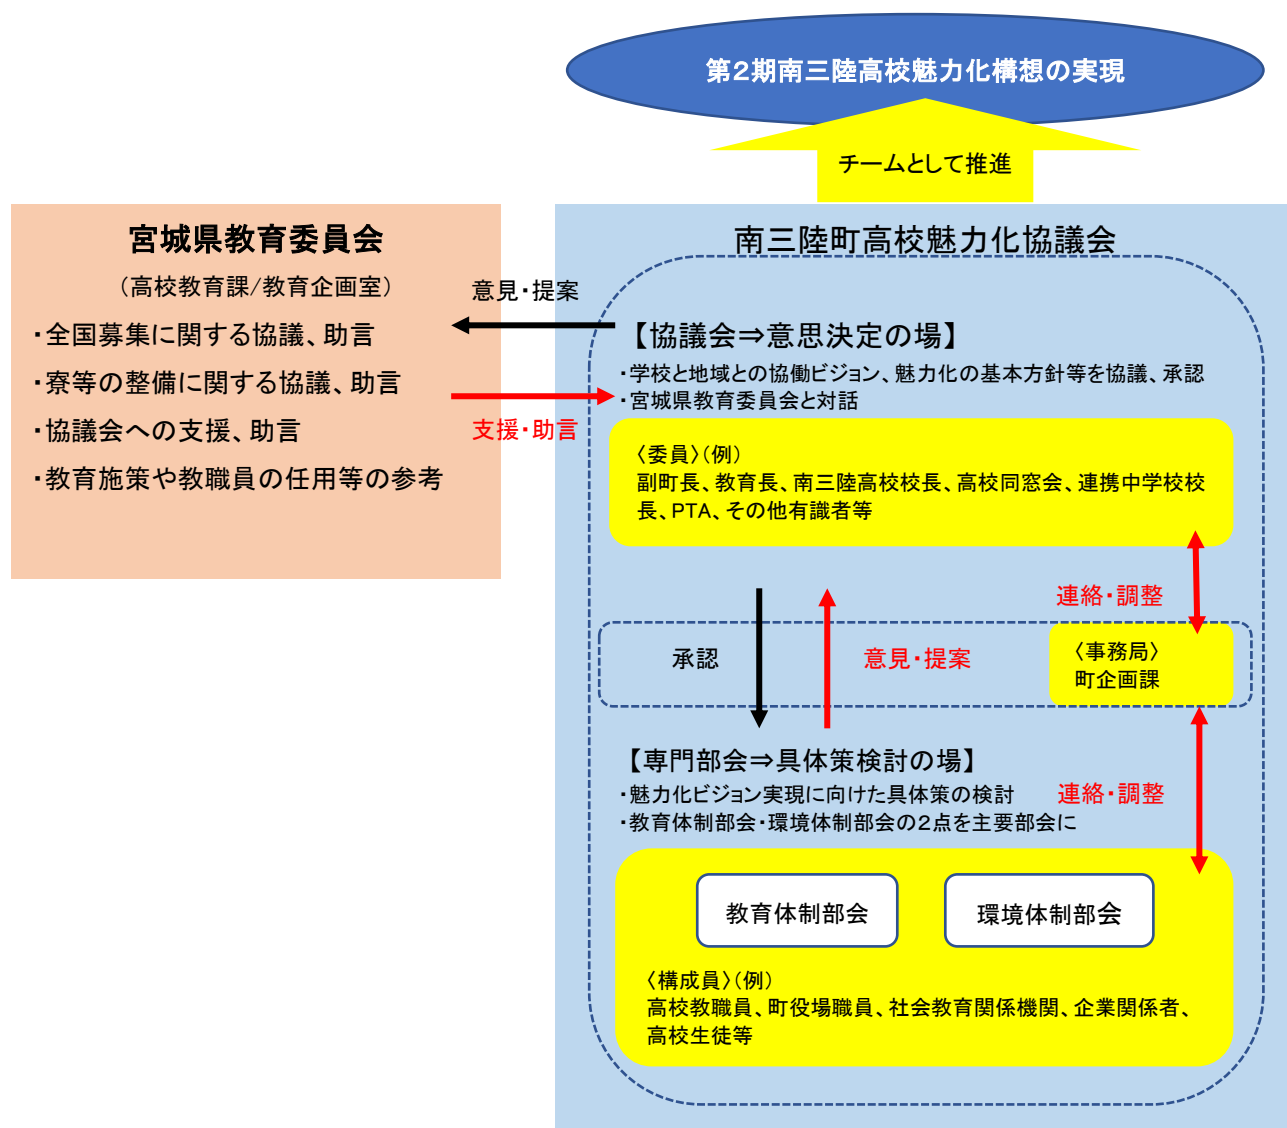 第2期南三陸高校魅力化構想の実現
チームとして推進
宮城県教育委員会
(高校教育課/教育企画室)
・全国募集に関する協議、助言
・寮等の整備に関する協議、助言
・協議会への支援、助言
・教育施策や教職員の任用等の参考
意見・提案
支援・助言
南三陸町高校魅力化協議会
【協議会⇒意思決定の場】
・学校と地域との協働ビジョン、魅力化の基本方針等を協議、承認
・宮城県教育委員会と対話
〈委員〉(例)
副町長、教育長、南三陸高校校長、高校同窓会、連携中学校校
長、PTA、その他有識者等
連絡・調整
承認
意見・提案
〈事務局〉
町企画課
【専門部会⇒具体策検討の場】
・魅力化ビジョン実現に向けた具体策の検討
連絡・調整
・教育体制部会・環境体制部会の2点を主要部会に
教育体制部会
環境体制部会
〈構成員〉(例)
高校教職員、町役場職員、社会教育関係機関、企業関係者、
高校生徒等